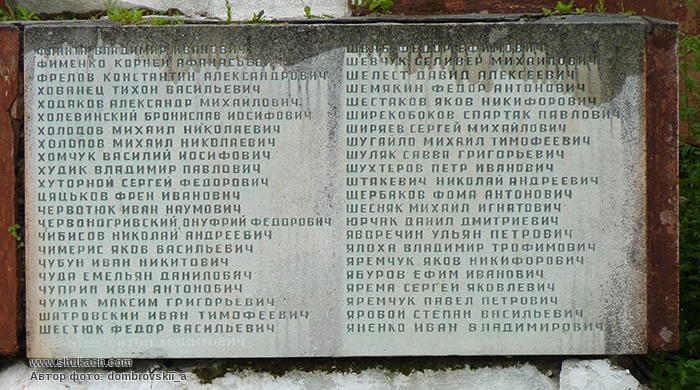 ВЛАДИМИР ИВАНОВИЧ
ФИМЕНКО КОРНЕЙ АФАНАСЬЕВИЧ
ФРЕЛОВ КОНСТАНТИН АЛЕКСАНДРОВИЧ
ХОВАНЕЦ ТИХОН ВАСИЛЬЕВИЧ
ХОДАКОВ АЛЕКСАНДР МИХАЙЛОВИЧ
ХОЛЕВИНСКИЙ БРОНИСЛАВ ИОСИФОВИЧ
ХОЛОДОВ МИХАИЛ НИКОЛАЕВИЧ
ХОЛОПОВ МИХАИЛ НИКОЛАЕВИЧ
ХОМЧУК ВАСИЛИЙ ИОСИФОВИЧ
ХУДИК ВЛАДИМИР ПАВЛОВИЧ
ХУТОРНОЙ СЕРГЕЙ ФЕДОРОВИЧ
ЦЯЦЬКОВ ФРЕН ИВАНОВИЧ
ЧЕРВОТЮК ИВАН НАУМОВИЧ
ЧЕРВОНОГРИВСКИЙ ОНУФРИЙ ФЕДОРОВИЧ
ЧИБИСОВ НИКОЛАЙ АНДРЕЕВИЧ
ЧИМЕРИС ЯКОВ ВАСИЛЬЕВИЧ
ЧУБУН ИВАН НИКИТОВИЧ
ЧУДА ЕМЕЛЬЯН ДАНИЛОВИЧ
ЧУПРИН ИВАН АНТОНОВИЧ
ЧУМАК МАКСИМ ГРИГОРЬЕВИЧ
ШАТРОВСКИЙ ИВАН ТИМОФЕЕВИЧ
ШЕСТЮК ФЕДОР ВАСИЛЬЕВИЧ
ШВАБ ФЕДОР ЕФИМОВИЧ
ШЕВЧУК СЕЛИВЕР МИХАЙЛОВИЧ
ШЕЛЕСТ ДАВИД АЛЕКСЕЕВИЧ
ШЕМЯКИН ФЕДОР АНТОНОВИЧ
ШЕСТАКОВ ЯКОВ НИКИФОРОВИЧ
ШИРЕКОБОКОВ СПАРТАК ПАВЛОВИЧ
ШИРЯЕВ СЕРГЕЙ МИХАЙЛОВИЧ
ШУГАЙЛО МИХАИЛ ТИМОФЕЕВИЧ
ШУЛЯК САВВА ГРИГОРЬЕВИЧ
ШУХТЕРОВ ПЕТР ИВАНОВИЧ
ШТАКЕВИЧ НИКОЛАЙ АНДРЕЕВИЧ
ЩЕРБАКОВ ФОМА АНТОНОВИЧ
ЩЕСНЯК МИХАИЛ ИГНАТОВИЧ
ЮРЧАК ДАНИЛ ДМИТРИЕВИЧ
ЯВОРЕЧИН УЛЬЯН ПЕТРОВИЧ
ЯЛОХА ВЛАДИМИР ТРОФИМОВИЧ
ЯРЕМЧУК ЯКОВ НИКИФОРОВИЧ
ЯБУРОВ ЕФИМ ИВАНОВИЧ
ЯРЕМА СЕРГЕЙ ЯКОВЛЕВИЧ
ЯРЕМЧУК ПАВЕЛ ПЕТРОВИЧ
ЯРОВОЙ СТЕПАН ВАСИЛЬЕВИЧ
ЯНЕНКО ИВАН ВЛАДИМИРОВИЧ
www.shukach.com
Автор фото: dombrovskii_a